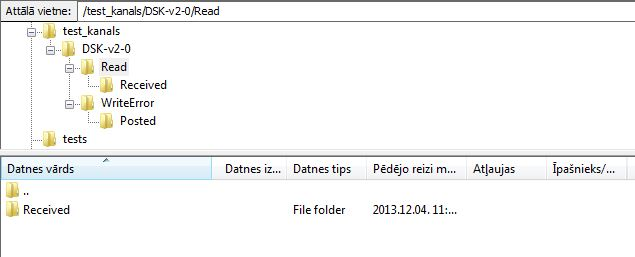 Attālā vietne: /test_kanals/DSK-v2-0/Read
test_kanals
DSK-v2-0
Read
Received
WriteError
Posted
tests
Datnes vārds Datnes iz... Datnes tips Pēdējo reizi m... Atļaujas Īpašnieks/...
..
Received File folder 2013.12.04. 11:...